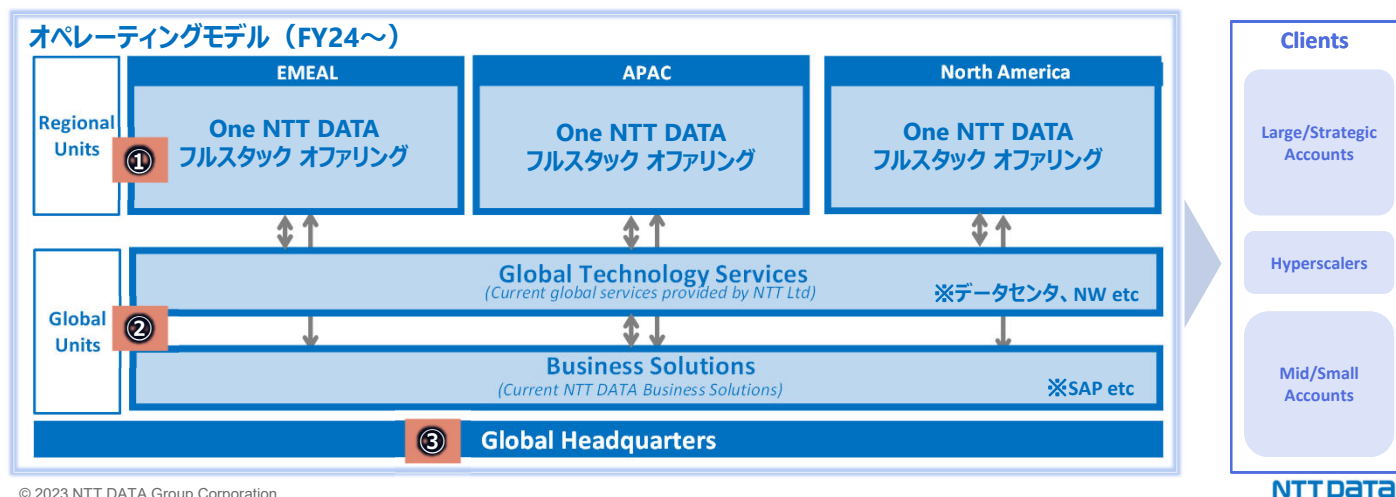 オペレーティングモデル（FY24～）
Regional
Units
①
EMEAL
One NTT DATA
フルスタック オファリング
APAC
One NTT DATA
フルスタック オファリング
North America
One NTT DATA
フルスタック オファリング
Global
Units
②
Global Technology Services
(Current global services provided by NTT Ltd)
※データセンタ、NW etc
Business Solutions
(Current NTT DATA Business Solutions)
※SAP etc
③
Global Headquarters
Clients
Large/Strategic
Accounts
Hyperscalers
Mid/Small
Accounts
© 2023 NTT DATA Group Corporation
NTT DATA